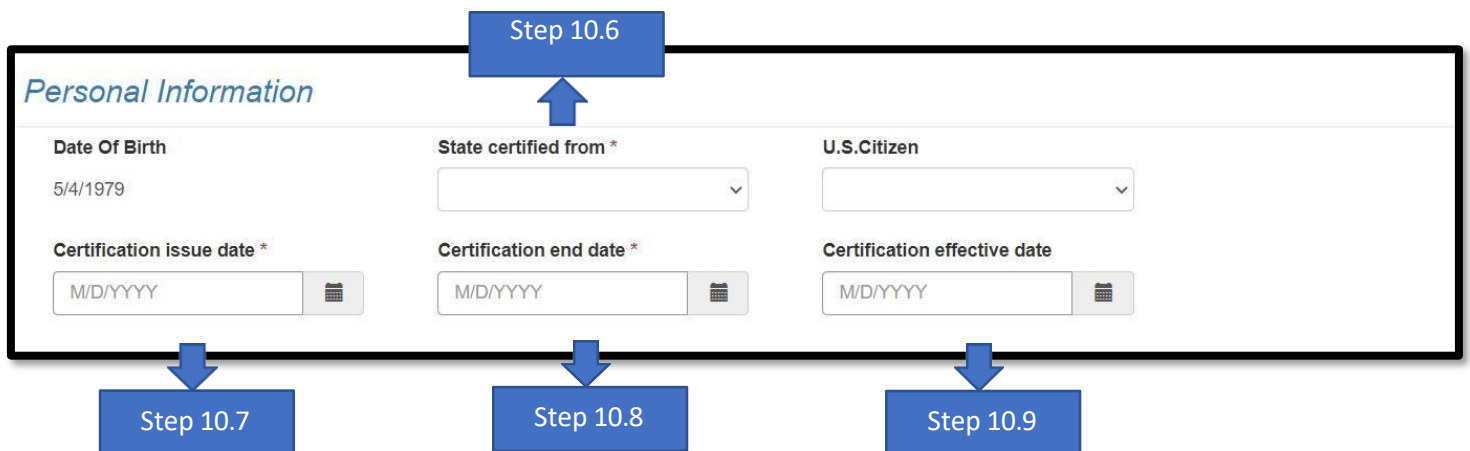 Step 10.6
Personal Information
Date Of Birth
State certified from *
U.S.Citizen
5/4/1979
Certification issue date *
Certification end date *
Certification effective date
M/D/YYYY
M/D/YYYY
M/D/YYYY
Step 10.7
Step 10.8
Step 10.9